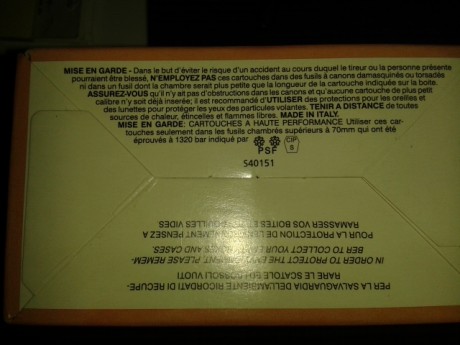 MISE EN GARDE - Dans le but d'éviter le risque d'un accident au cours duquel le tireur ou la personne présente
pourraient être blessé, N'EMPLOYEZ PAS ces cartouches dans des fusils à canons damasquinés ou torsadés
ni dans un fusil dont la chambre serait plus petite que la longueur de la cartouche indiquée sur la boite.
ASSUREZ-VOUS qu'il n'y ait pas d'obstructions dans les canons et qu'aucune cartouche de plus petit
calibre n'y soit déjà inserée; il est recommandé d'UTILISER des protections pour les oreilles et
des lunettes pour protéger les yeux des particules volantes. TENIR A DISTANCE de toutes
sources de chaleur, étincelles et flammes libres. MADE IN ITALY.
MISE EN GARDE: CARTOUCHES A HAUTE PERFORMANCE Utiliser ces car-
touches seulement dans les fusils chambrés supérieurs à 70mm qui ont été
éprouvés à 1320 bar indiqué par
PSF
CIP
S40151
PER LA SALVAGUARDIA DELL'AMBIENTE RICORDATI DI RECUPE-
RARE LE SCATOLE ED I BOSSOLI VUOTI
IN ORDER TO PROTECT THE ENVIRONMENT, PLEASE, REMEM-
BER TO COLLECT YOUR EMPTY BOXES AND CASES.
POUR LA PROTECTION DE L'ENVIRONNEMENT PENSEZ A
RAMASSER VOS BOITES ET DOUILLES VIDES.